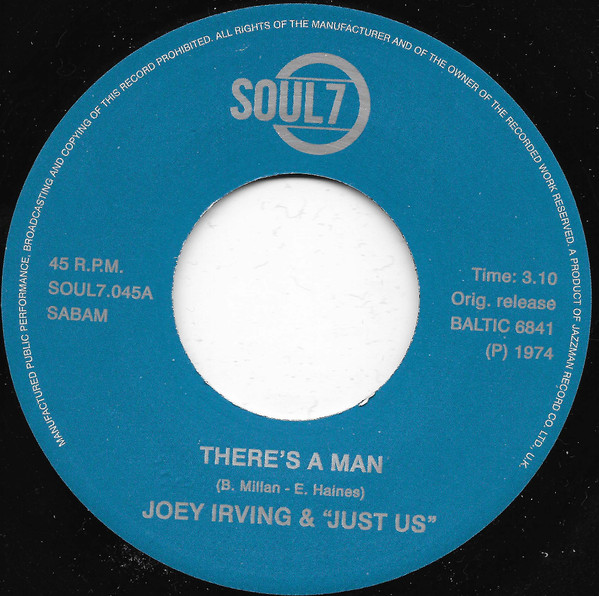 MANUFACTURED PUBLIC PERFORMANCE, BROADCASTING AND COPYING OF THIS RECORD PROHIBITED. ALL RIGHTS OF THE MANUFACTURER AND OF THE OWNER OF THE RECORDED WORK RESERVED. A PRODUCT OF JAZZMAN RECORD CO. LTD, U.K.
SOUL7
45 R.P.M.
SOUL7.045A
SABAM
Time: 3.10
Orig. release
BALTIC 6841
(P) 1974
THERE'S A MAN
(B. Millan - E. Haines)
JOEY IRVING & "JUST US"